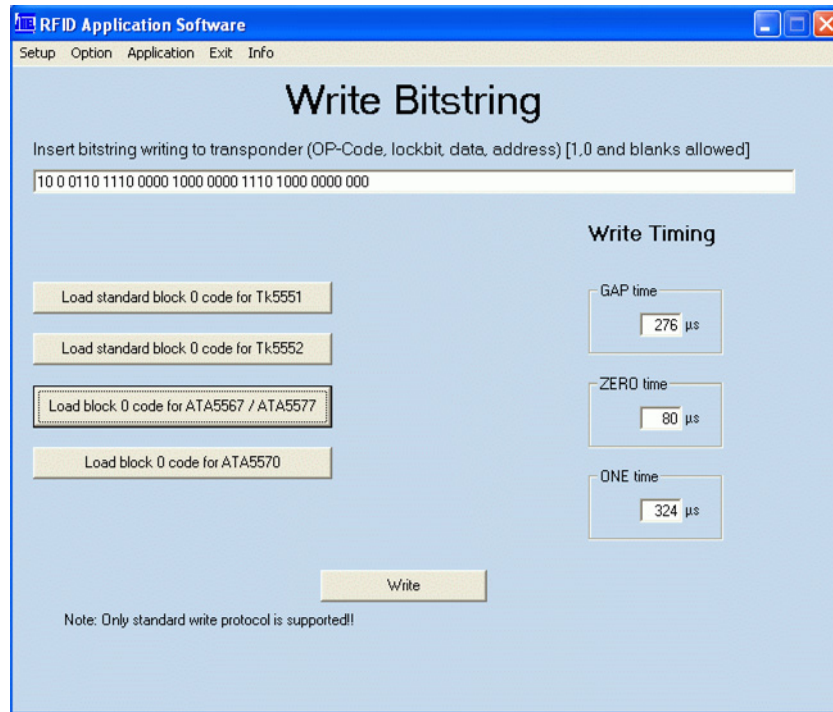 RFID Application Software
Setup Option Application Exit Info
Write Bitstring
Insert bitstring writing to transponder (OP-Code, lockbit, data, address) [1,0 and blanks allowed]
10 0 0110 1110 0000 1000 0000 1110 1000 0000 000
Write Timing
Load standard block 0 code for Tk5551
Load standard block 0 code for Tk5552
Load block 0 code for ATA5567 / ATA5577
Load block 0 code for ATA5570
GAP time
276 µs
ZERO time
80 µs
ONE time
324 µs
Write
Note: Only standard write protocol is supported!!